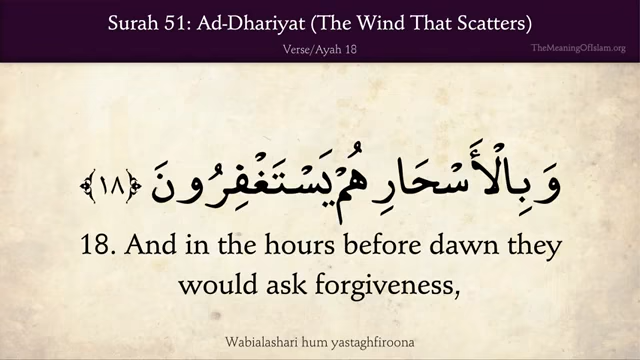 Surah 51: Ad-Dhariyat (The Wind That Scatters)
Verse/Ayah 18
TheMeaningOfIslam.org
وَبِالْأَسْحَارِ هُمْ يَسْتَغْفِرُونَ ﴿١٨﴾
18. And in the hours before dawn they
would ask forgiveness,
Wabialashari hum yastaghfiroona